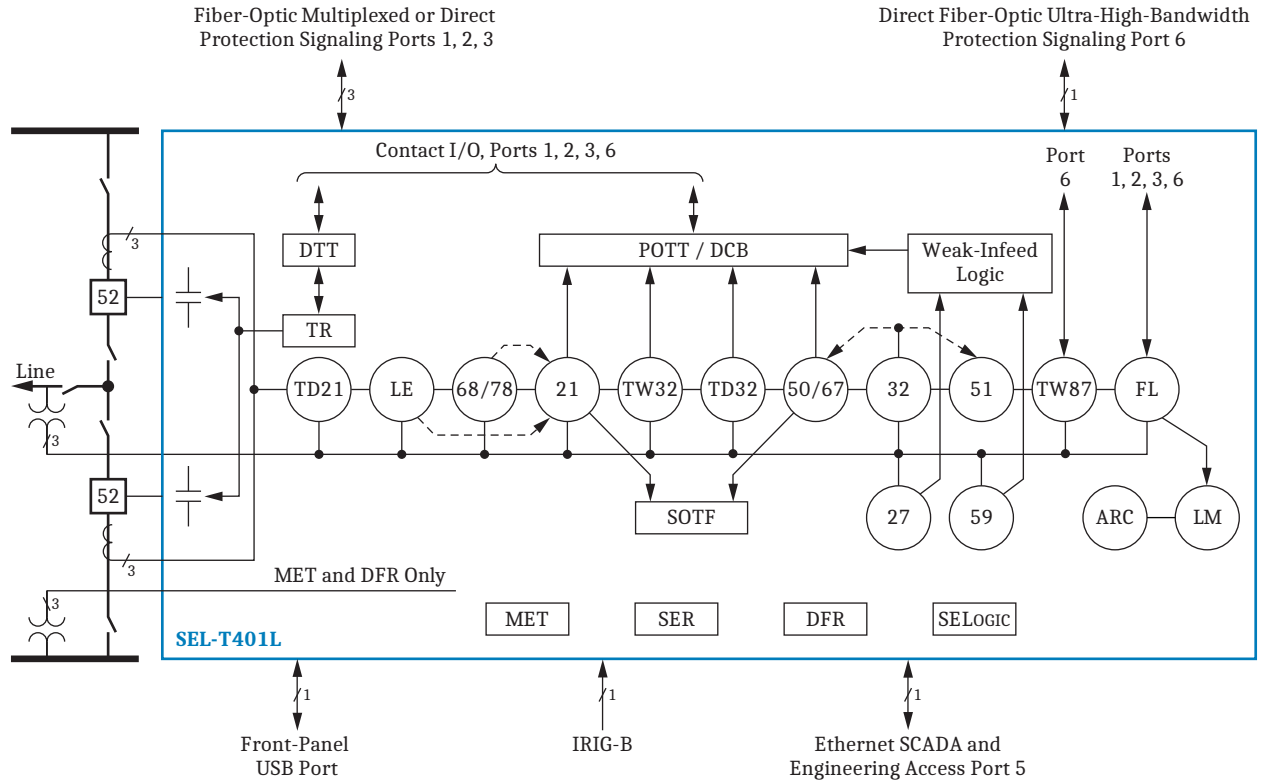 Fiber-Optic Multiplexed or Direct
Protection Signaling Ports 1, 2, 3
Direct Fiber-Optic Ultra-High-Bandwidth
Protection Signaling Port 6
3
1
Contact I/O, Ports 1, 2, 3, 6
Port
6
Ports
1, 2, 3, 6
3
DTT
POTT / DCB
Weak-Infeed
Logic
52
TR
Line
TD21
LE
68/78
21
TW32
TD32
50/67
32
51
TW87
FL
3
52
SOTF
27
59
ARC
LM
3
MET and DFR Only
3
MET
SER
DFR
SELOGIC
SEL-T401L
1
1
1
Front-Panel
USB Port
IRIG-B
Ethernet SCADA and
Engineering Access Port 5